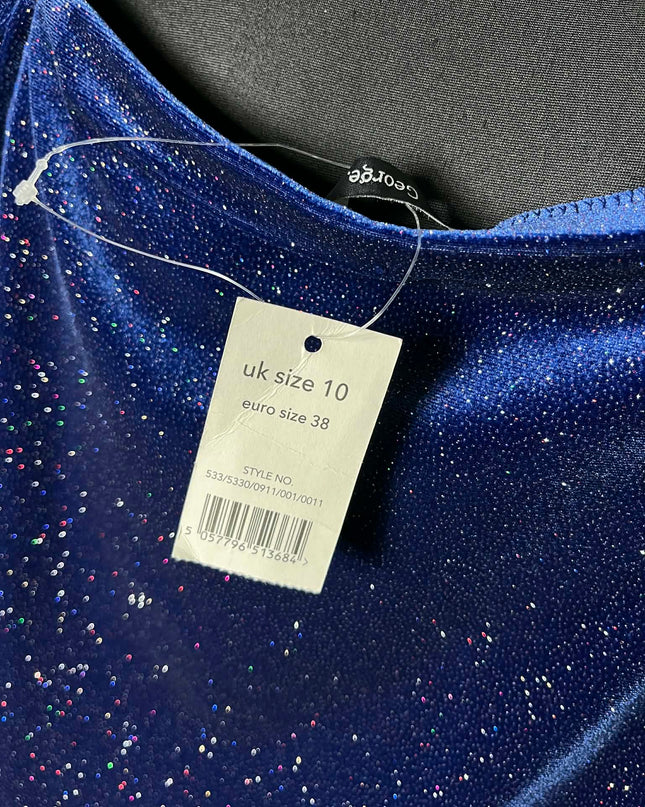 George.
uk size 10
euro size 38
STYLE NO.
533/5330/0911/001/0011
5 057796 513684 >